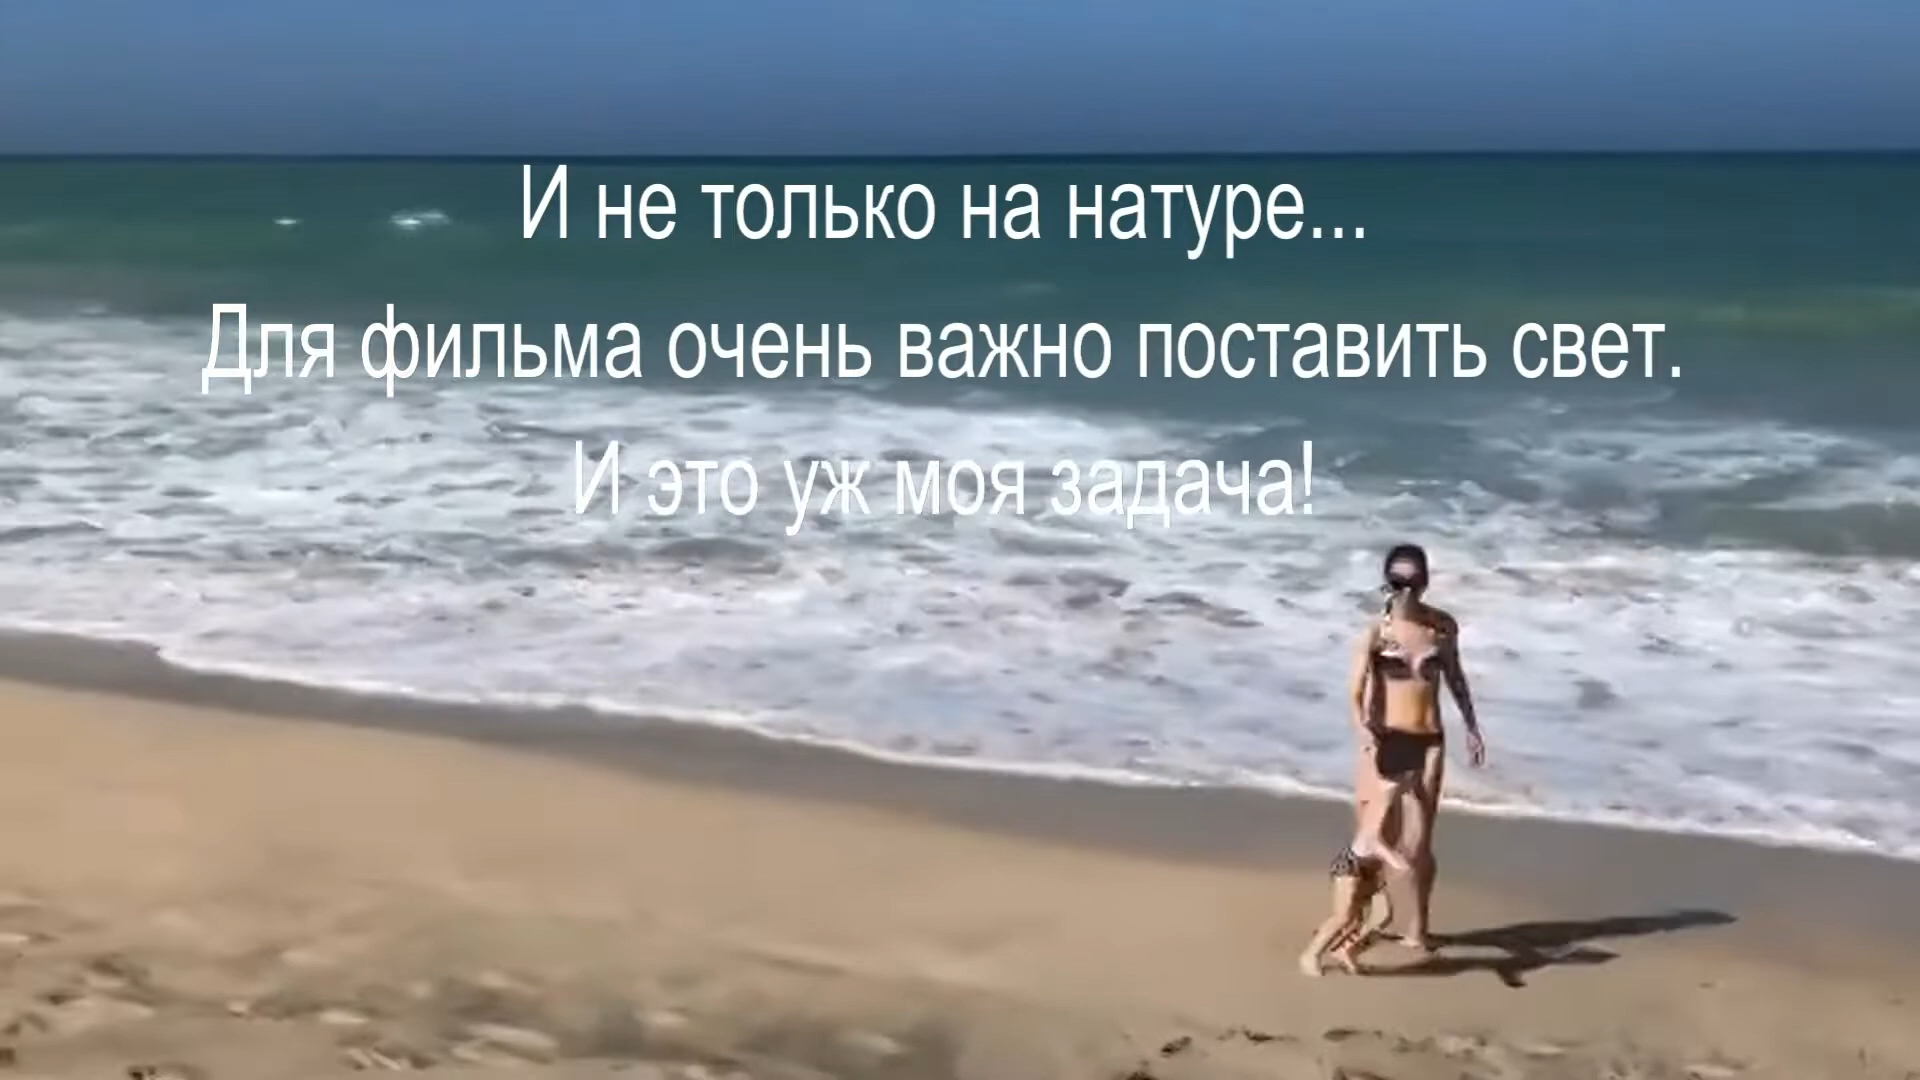 И не только на натуре...
Для фильма очень важно поставить свет.
И это уж моя задача!